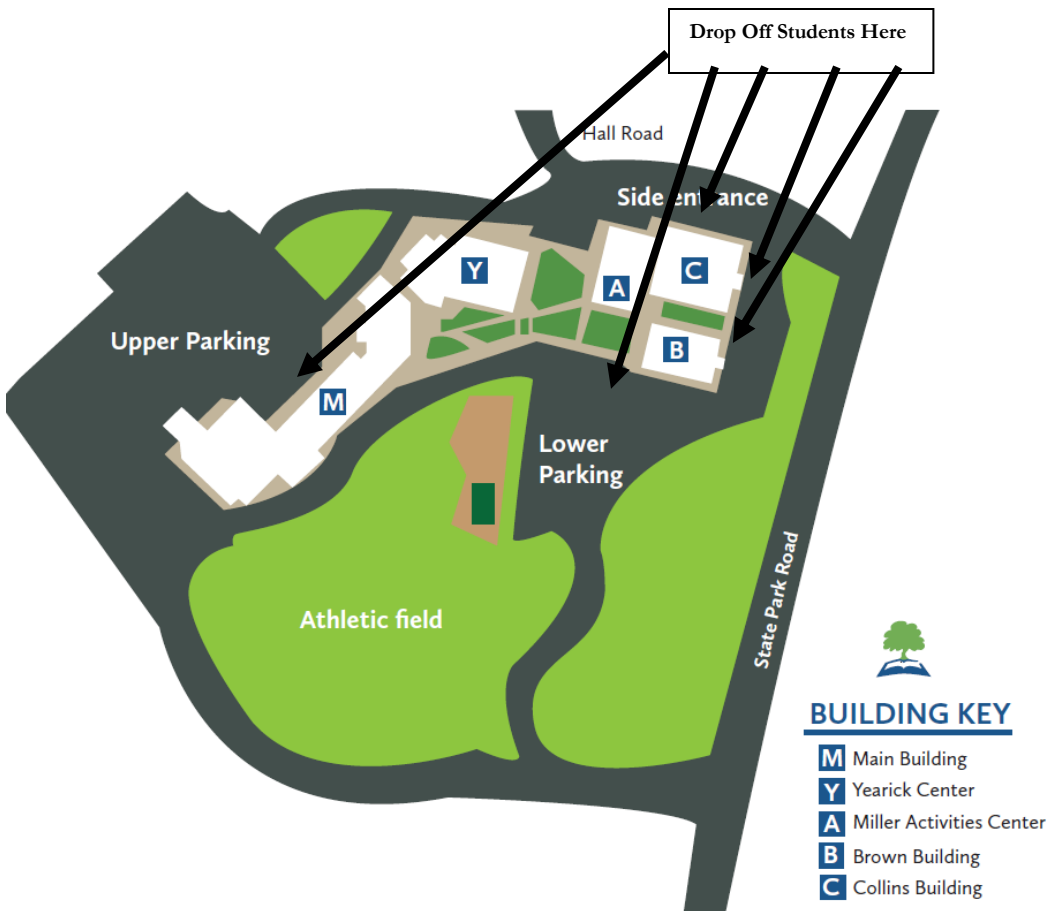 Drop Off Students Here
Hall Road
Side entrance
Y
A
C
Upper Parking
B
M
Lower
Parking
State Park Road
Athletic field
BUILDING KEY
M Main Building
Y Yearick Center
A Miller Activities Center
B Brown Building
C Collins Building